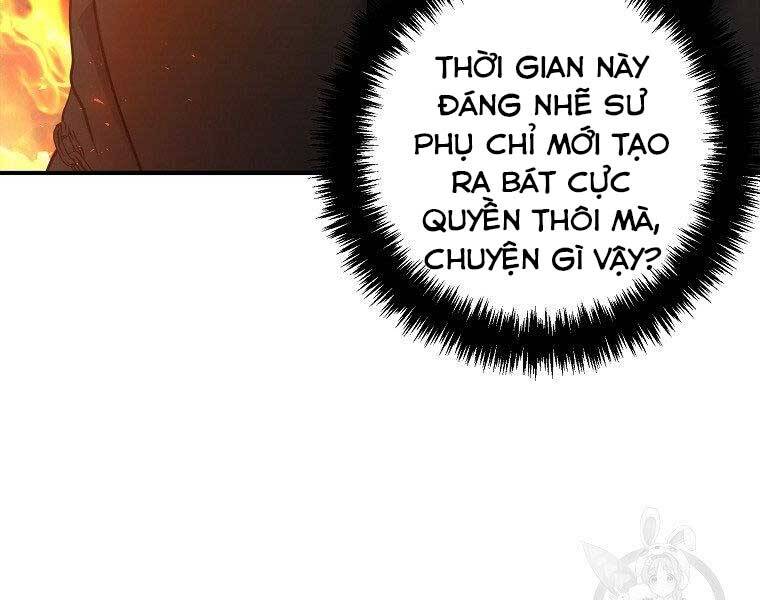 THỜI GIAN NÀY
ĐÁNG NHẼ SƯ
PHỤ CHỈ MỚI TẠO
RA BÁT CỰC
QUYỀN THÔI MÀ,
CHUYỆN GÌ VẬY?